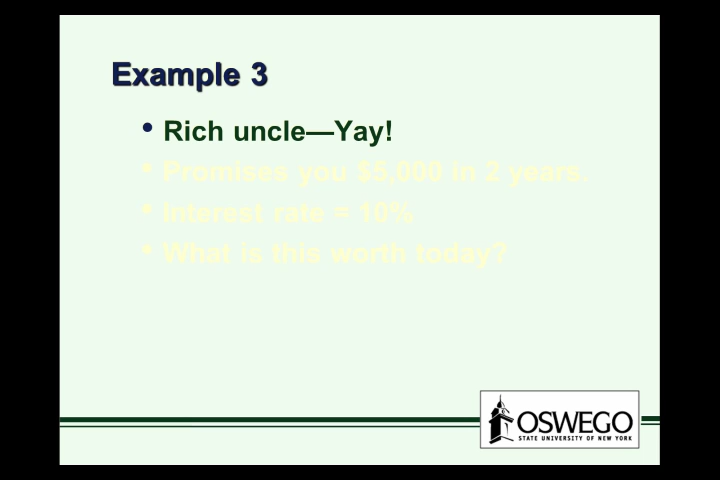 Example 3
• Rich uncle—Yay!
• Promises you $5,000 in 2 years.
• Interest rate = 10%
• What is this worth today?
OSWEGO
STATE UNIVERSITY OF NEW YORK